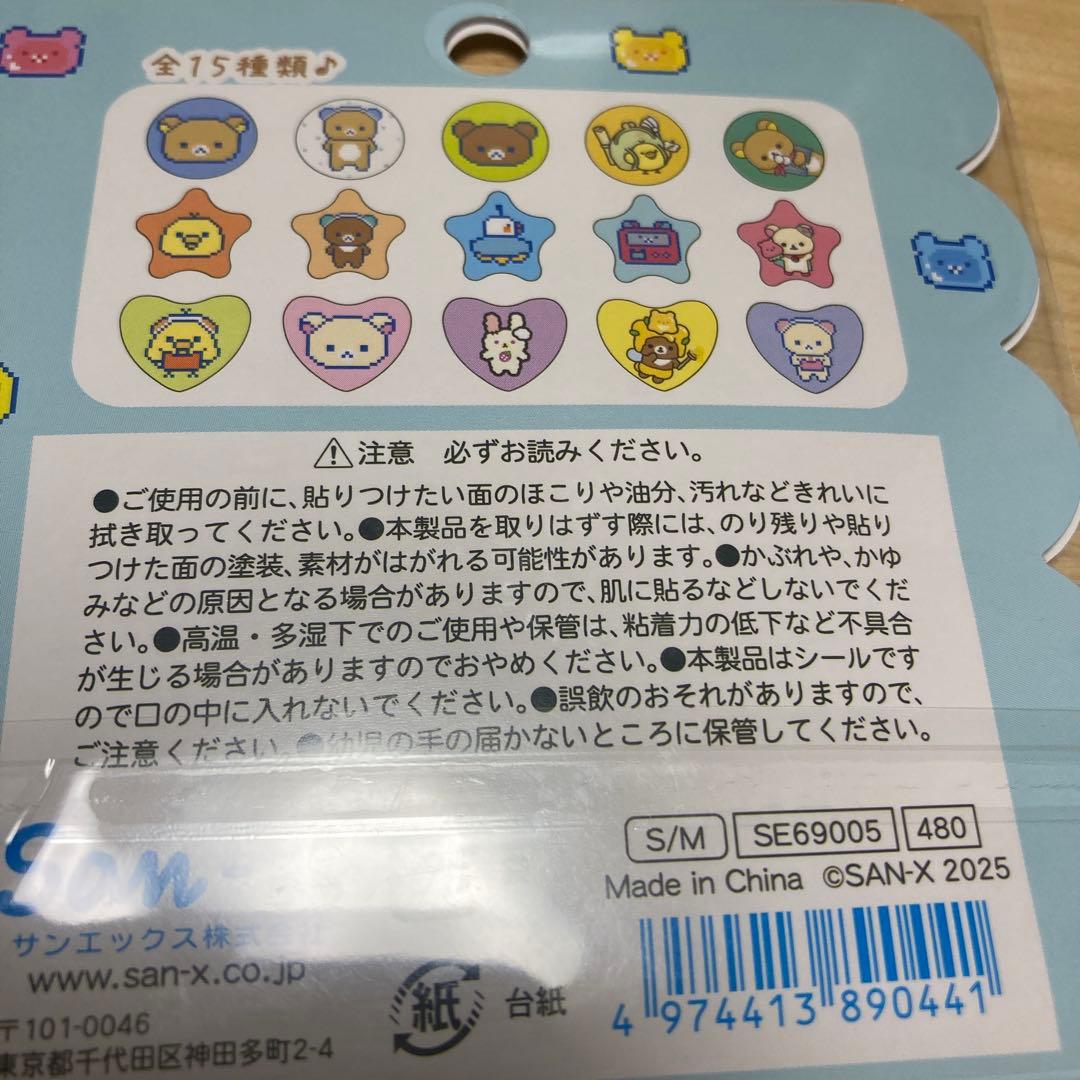 全15種類♪
⚠注意 必ずお読みください。
●ご使用の前に、貼りつけたい面のほこりや油分、汚れなどきれいに
拭き取ってください。●本製品を取りはずす際には、のり残りや貼り
つけた面の塗装、素材がはがれる可能性があります。●かぶれや、かゆ
みなどの原因となる場合がありますので、肌に貼るなどしないでくだ
さい。●高温・多湿下でのご使用や保管は、粘着力の低下など不具合
が生じる場合がありますのでおやめください。●本製品はシールです
ので口の中に入れないでください。●誤飲のおそれがありますので、
ご注意ください。●幼児の手の届かないところに保管してください。
S/M SE69005 480
Made in China ©SAN-X 2025
San-
サンエックス株式会社
www.san-x.co.jp
〒101-0046
東京都千代田区神田多町2-4
紙 台紙
4 974413 890441